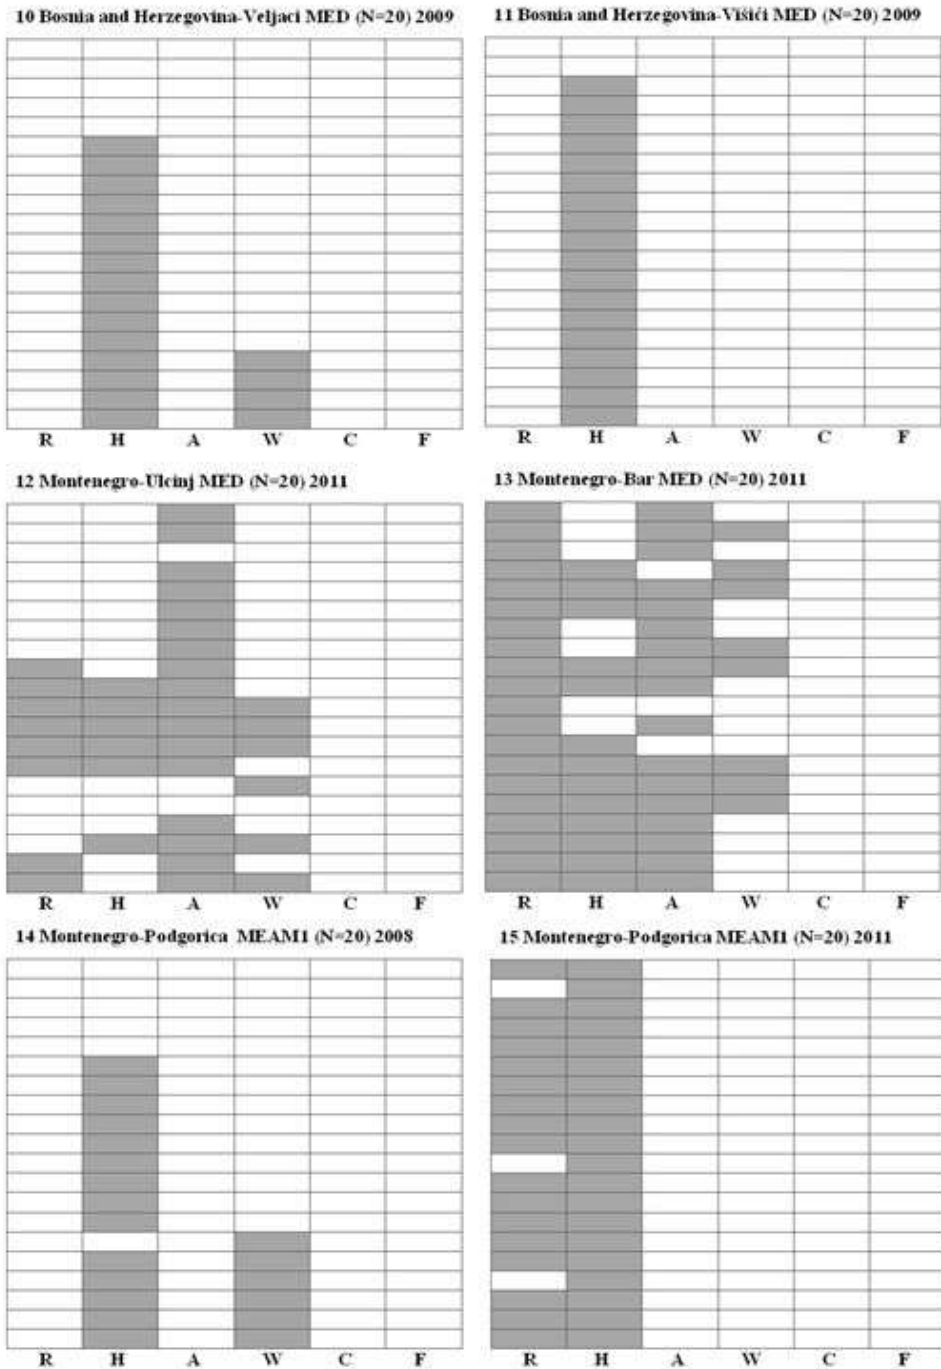 10 Bosnia and Herzegovina-Veljaci MED (N=20) 2009
11 Bosnia and Herzegovina-Višići MED (N=20) 2009
R H A W C F
R H A W C F
12 Montenegro-Ulcinj MED (N=20) 2011
13 Montenegro-Bar MED (N=20) 2011
R H A W C F
R H A W C F
14 Montenegro-Podgorica MEAM1 (N=20) 2008
15 Montenegro-Podgorica MEAM1 (N=20) 2011
R H A W C F
R H A W C F